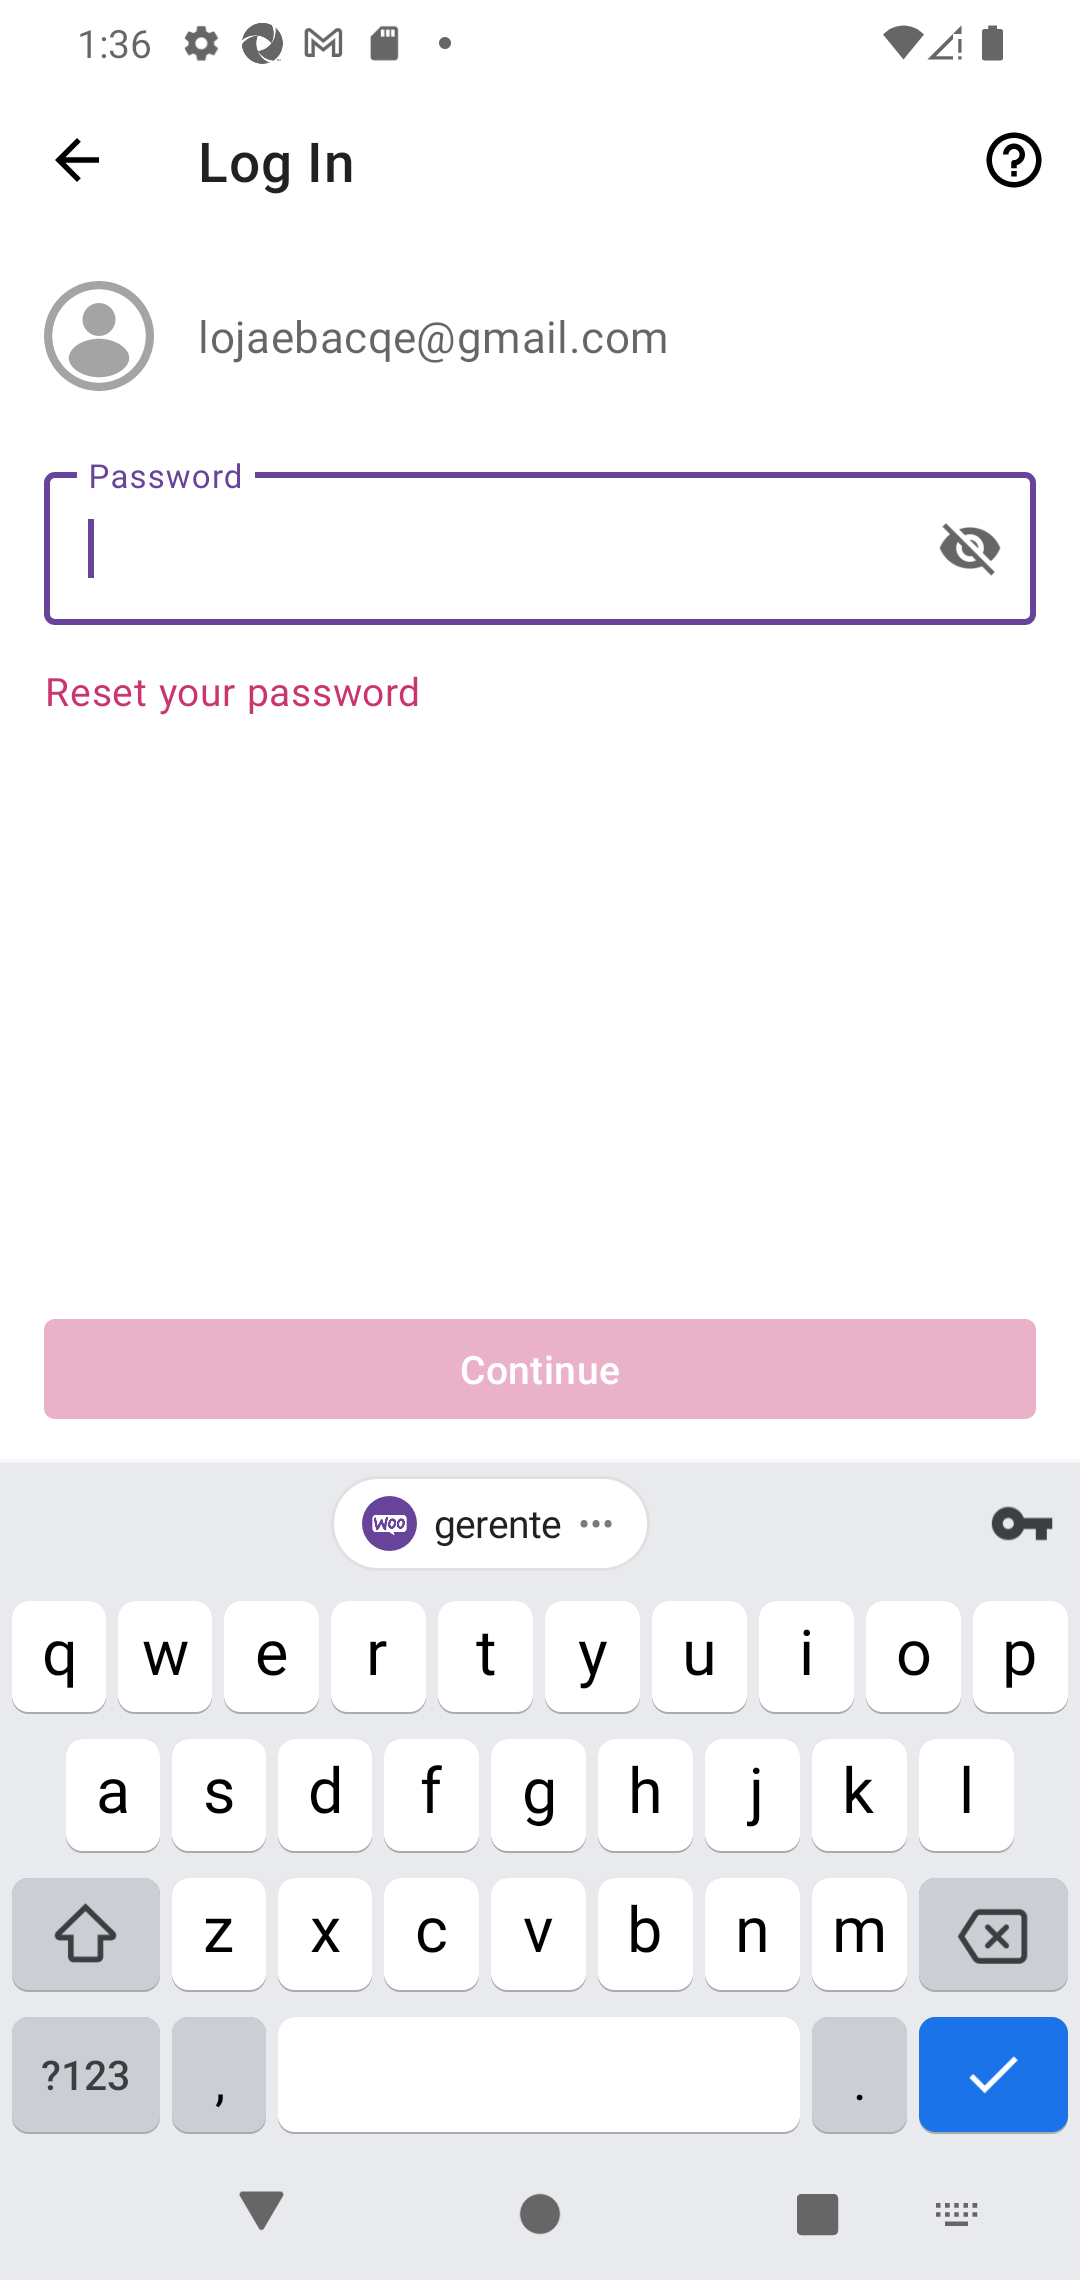 1:36
Log In
lojaebacqe@gmail.com
Password
Reset your password
Continue
WOO gerente
q w e r t y u i o p
a s d f g h j k l
z x c v b n m
?123 , .